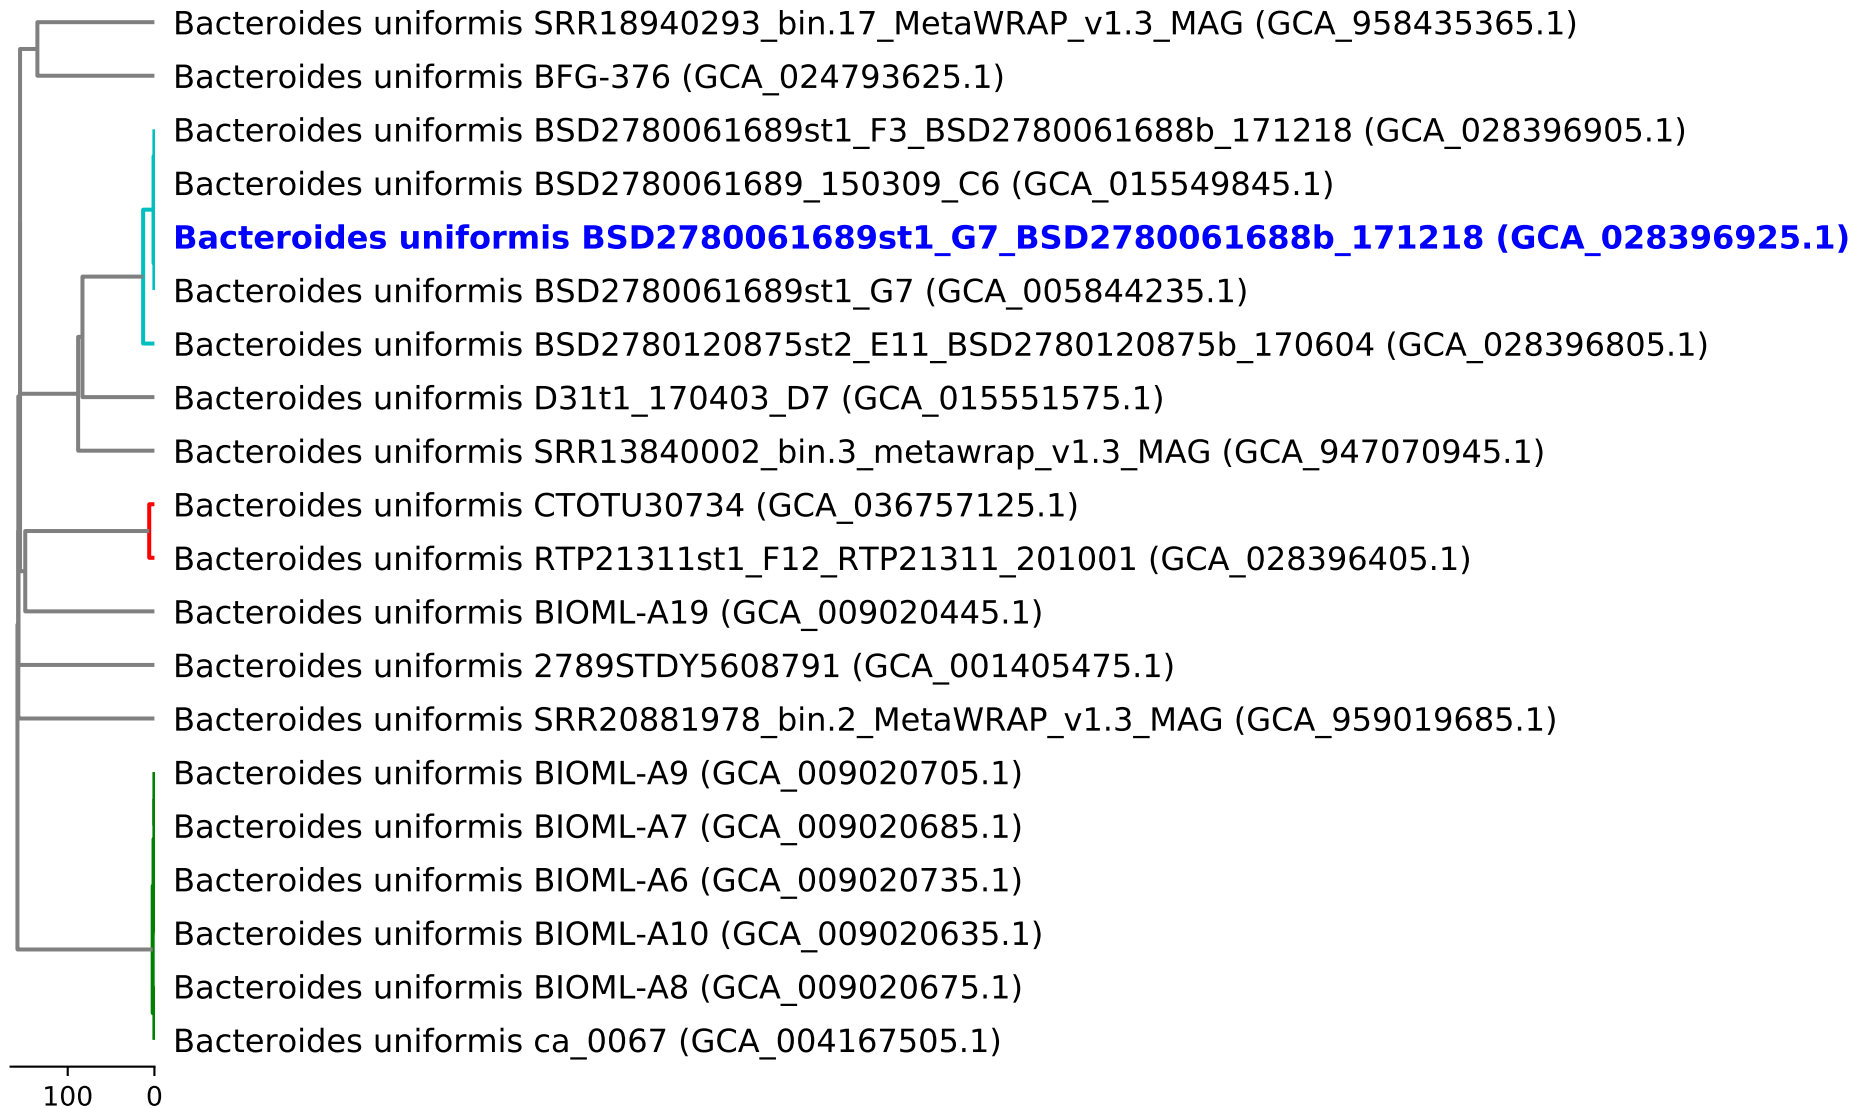 Bacteroides uniformis SRR18940293_bin.17_MetaWRAP_v1.3_MAG (GCA_958435365.1)
Bacteroides uniformis BFG-376 (GCA_024793625.1)
Bacteroides uniformis BSD2780061689st1_F3_BSD2780061688b_171218 (GCA_028396905.1)
Bacteroides uniformis BSD2780061689_150309_C6 (GCA_015549845.1)
Bacteroides uniformis BSD2780061689st1_G7_BSD2780061688b_171218 (GCA_028396925.1)
Bacteroides uniformis BSD2780061689st1_G7 (GCA_005844235.1)
Bacteroides uniformis BSD2780120875st2_E11_BSD2780120875b_170604 (GCA_028396805.1)
Bacteroides uniformis D31t1_170403_D7 (GCA_015551575.1)
Bacteroides uniformis SRR13840002_bin.3_metawrap_v1.3_MAG (GCA_947070945.1)
Bacteroides uniformis CTOTU30734 (GCA_036757125.1)
Bacteroides uniformis RTP21311st1_F12_RTP21311_201001 (GCA_028396405.1)
Bacteroides uniformis BIOML-A19 (GCA_009020445.1)
Bacteroides uniformis 2789STDY5608791 (GCA_001405475.1)
Bacteroides uniformis SRR20881978_bin.2_MetaWRAP_v1.3_MAG (GCA_959019685.1)
Bacteroides uniformis BIOML-A9 (GCA_009020705.1)
Bacteroides uniformis BIOML-A7 (GCA_009020685.1)
Bacteroides uniformis BIOML-A6 (GCA_009020735.1)
Bacteroides uniformis BIOML-A10 (GCA_009020635.1)
Bacteroides uniformis BIOML-A8 (GCA_009020675.1)
Bacteroides uniformis ca_0067 (GCA_004167505.1)
100 0